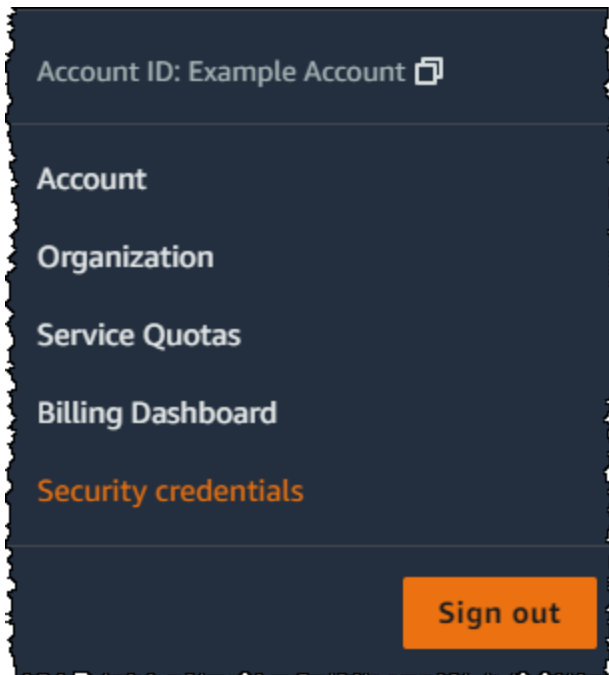 Account ID: Example Account
Account
Organization
Service Quotas
Billing Dashboard
Security credentials
Sign out